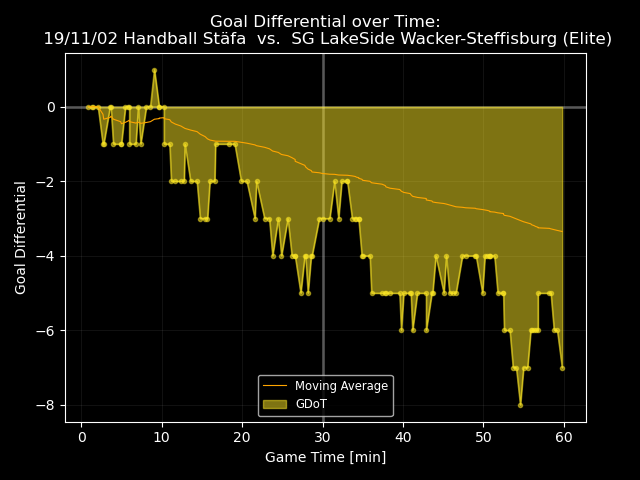 Goal Differential over Time:
19/11/02 Handball Stäfa  vs.  SG LakeSide Wacker-Steffisburg (Elite)
Goal Differential
0
−2
−4
−6
−8
Moving Average
GDoT
0 10 20 30 40 50 60
Game Time [min]